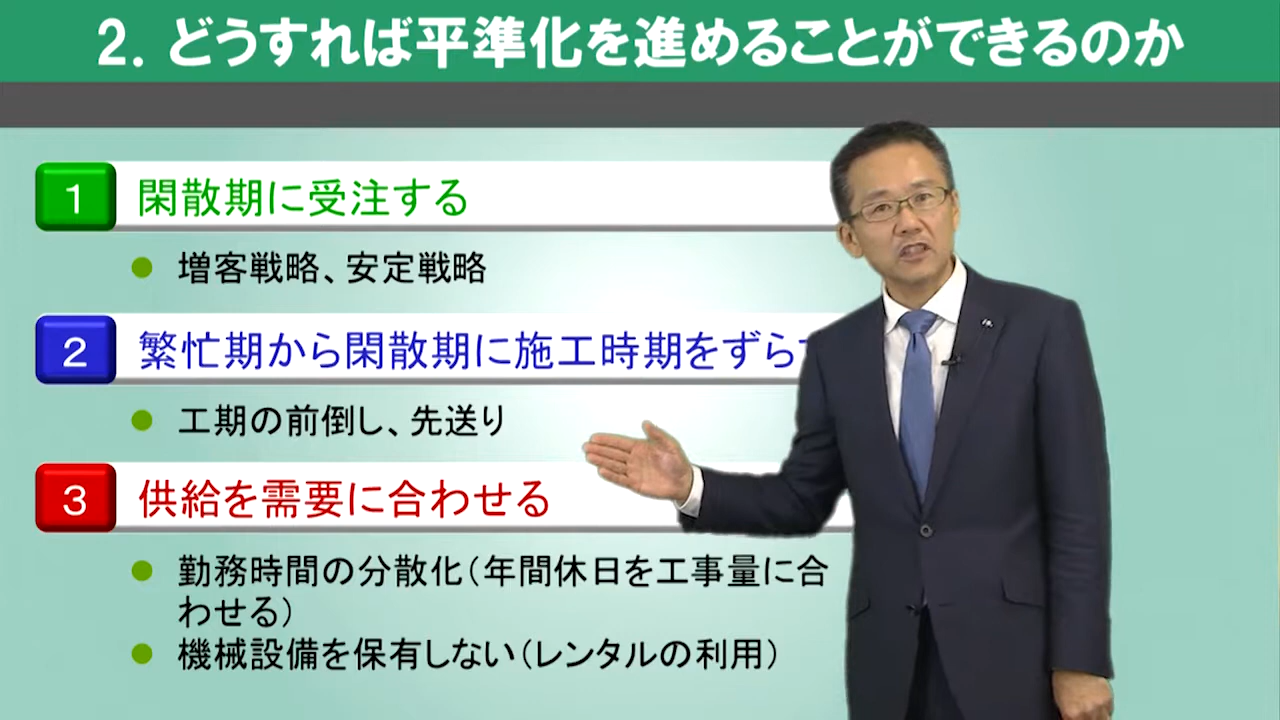 2. どうすれば平準化を進めることができるのか
1 閑散期に受注する
増客戦略、安定戦略
2 繁忙期から閑散期に施工時期をずら
工期の前倒し、先送り
3 供給を需要に合わせる
勤務時間の分散化（年間休日を工事量に合
わせる）
機械設備を保有しない（レンタルの利用）